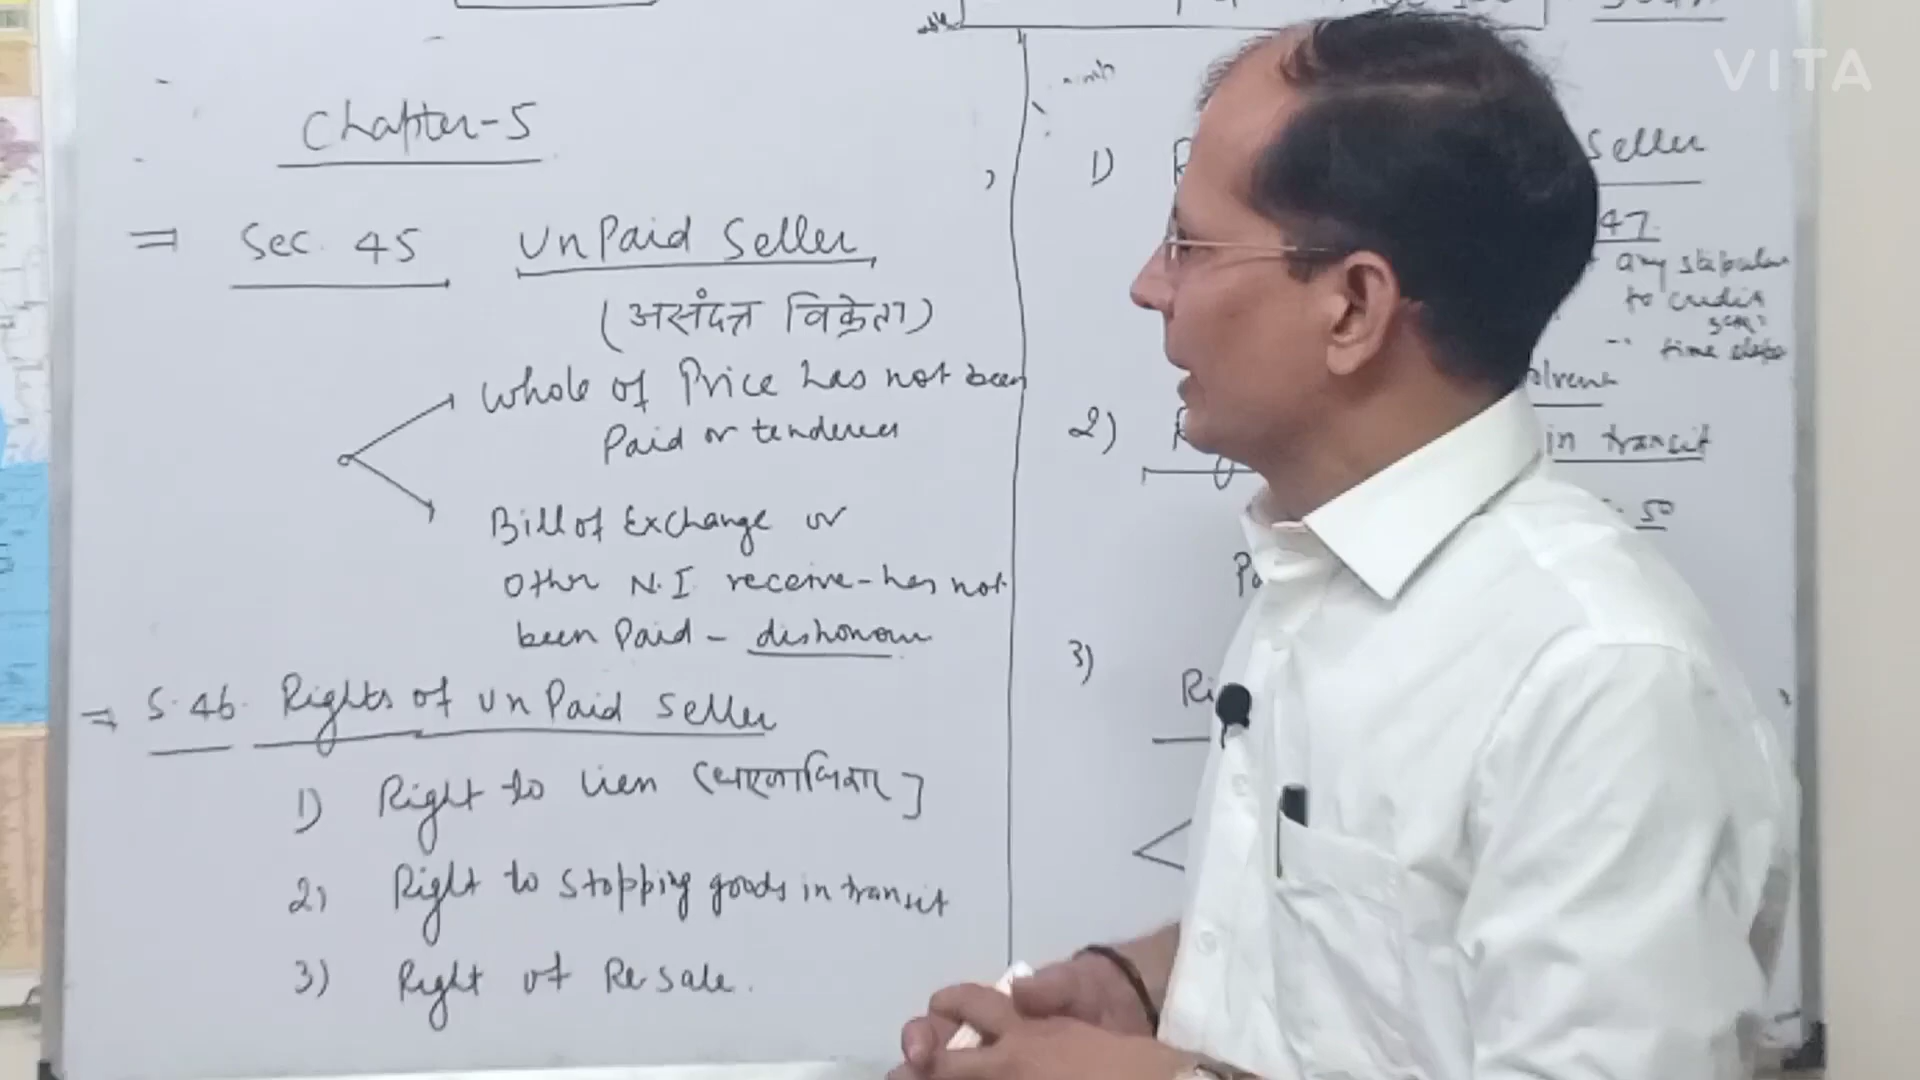 VITA
Chapter-5
⇒ Sec. 45 UnPaid Seller
(असंदत्त विक्रेता)
Whole of Price has not been
Paid or tendered
Bill of Exchange or
Other N.I. receive - has not
been Paid - dishonour
⇒ S.46. Rights of unPaid Seller
1) Right to Lien
2) Right to Stopping goods in transit
3) Right of Resale.
1) Seller
47.
any
to credit
time
2) in transit
50
3)